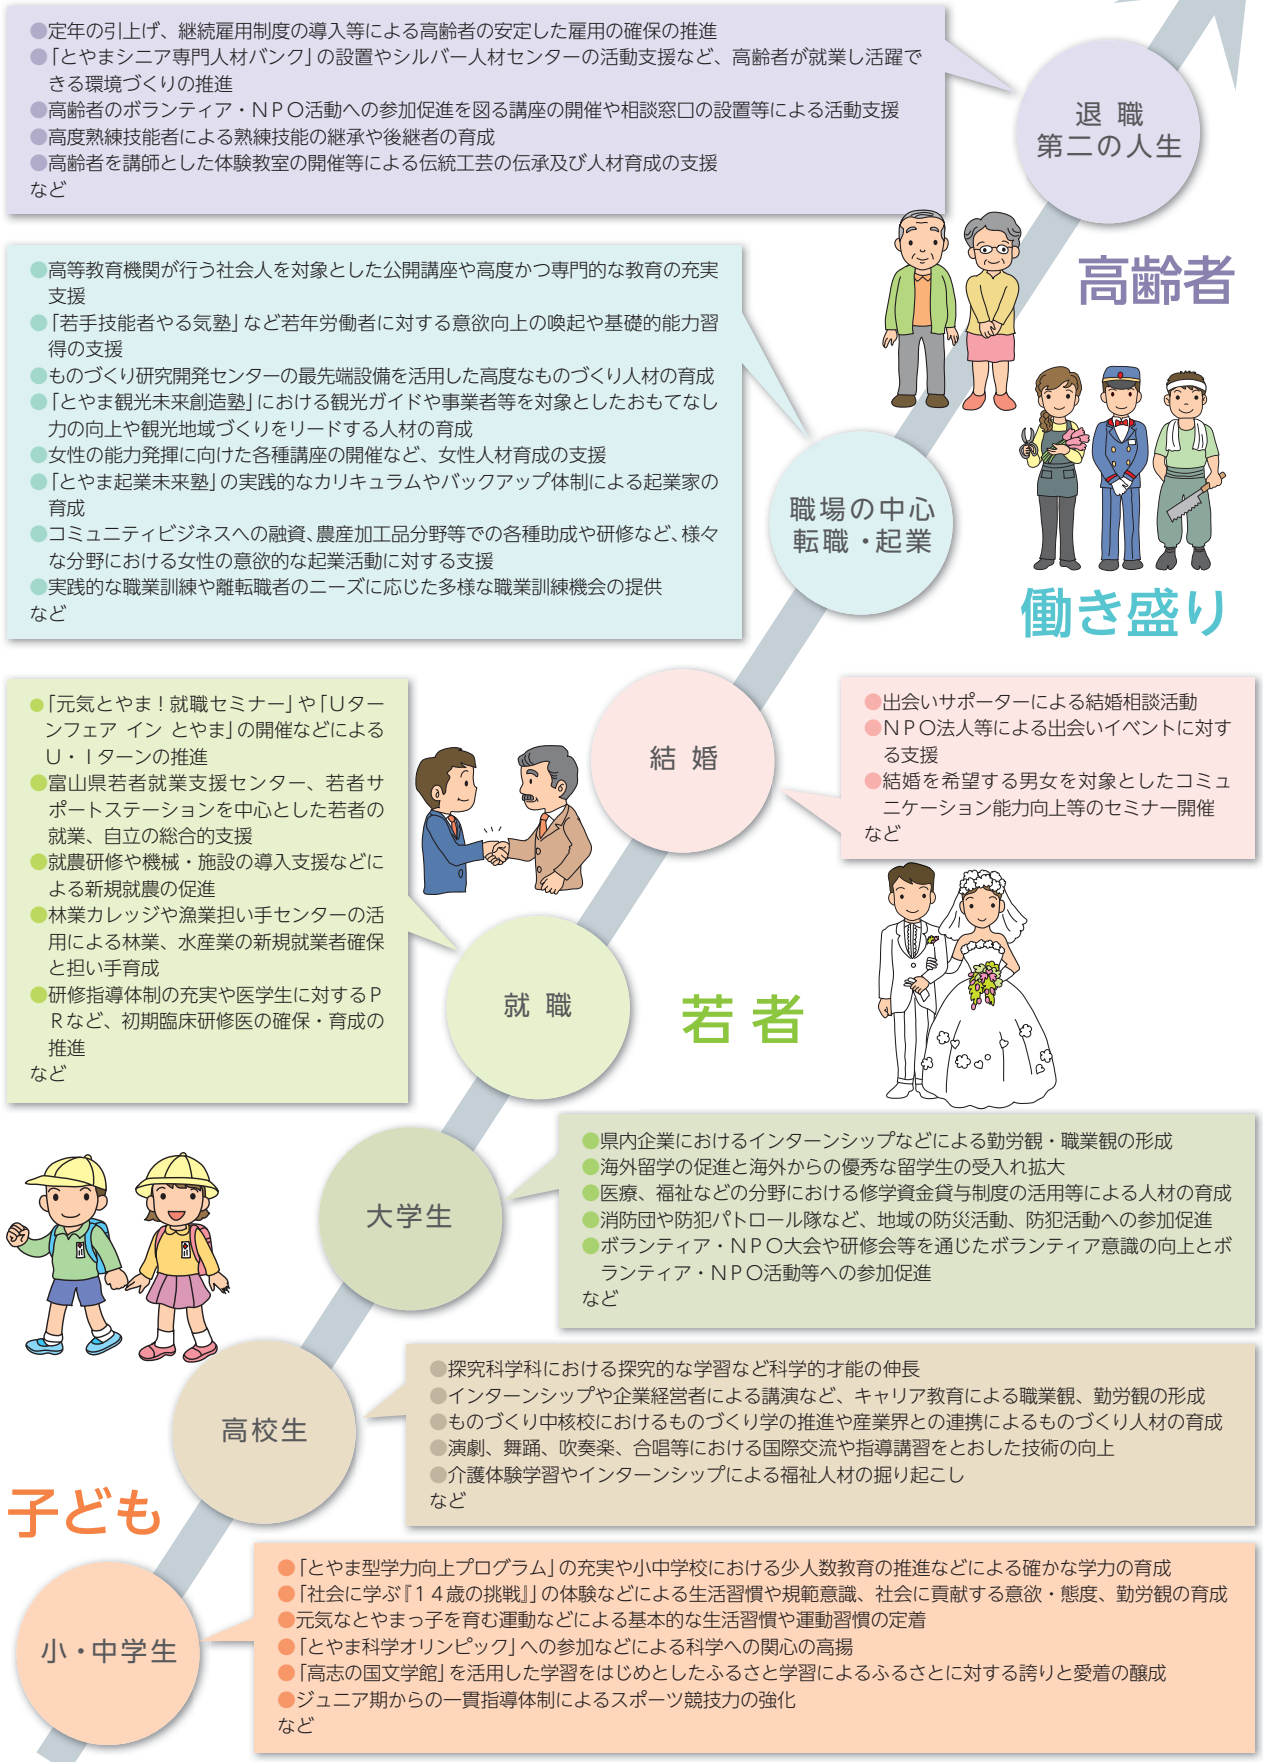 ●定年の引上げ、継続雇用制度の導入等による高齢者の安定した雇用の確保の推進
●「とやまシニア専門人材バンク」の設置やシルバー人材センターの活動支援など、高齢者が就業し活躍で
きる環境づくりの推進
●高齢者のボランティア・ＮＰＯ活動への参加促進を図る講座の開催や相談窓口の設置等による活動支援
●高度熟練技能者による熟練技能の継承や後継者の育成
●高齢者を講師とした体験教室の開催等による伝統工芸の伝承及び人材育成の支援
など
退 職
第二の人生
高齢者
●高等教育機関が行う社会人を対象とした公開講座や高度かつ専門的な教育の充実
支援
●「若手技能者やる気塾」など若年労働者に対する意欲向上の喚起や基礎的能力習
得の支援
●ものづくり研究開発センターの最先端設備を活用した高度なものづくり人材の育成
●「とやま観光未来創造塾」における観光ガイドや事業者等を対象としたおもてなし
力の向上や観光地域づくりをリードする人材の育成
●女性の能力発揮に向けた各種講座の開催など、女性人材育成の支援
●「とやま起業未来塾」の実践的なカリキュラムやバックアップ体制による起業家の
育成
●コミュニティビジネスへの融資、農産加工品分野等での各種助成や研修など、様々
な分野における女性の意欲的な起業活動に対する支援
●実践的な職業訓練や離転職者のニーズに応じた多様な職業訓練機会の提供
など
職場の中心
転職・起業
働き盛り
●「元気とやま！就職セミナー」や「Ｕター
ンフェア イン とやま」の開催などによる
Ｕ・Ｉターンの推進
●富山県若者就業支援センター、若者サ
ポートステーションを中心とした若者の
就業、自立の総合的支援
●就農研修や機械・施設の導入支援などに
よる新規就農の促進
●林業カレッジや漁業担い手センターの活
用による林業、水産業の新規就業者確保
と担い手育成
●研修指導体制の充実や医学生に対するＰ
Ｒなど、初期臨床研修医の確保・育成の
推進
など
結 婚
●出会いサポーターによる結婚相談活動
●ＮＰＯ法人等による出会いイベントに対す
る支援
●結婚を希望する男女を対象としたコミュ
ニケーション能力向上等のセミナー開催
など
就 職
若 者
大学生
●県内企業におけるインターンシップなどによる勤労観・職業観の形成
●海外留学の促進と海外からの優秀な留学生の受入れ拡大
●医療、福祉などの分野における修学資金貸与制度の活用等による人材の育成
●消防団や防犯パトロール隊など、地域の防災活動、防犯活動への参加促進
●ボランティア・ＮＰＯ大会や研修会等を通じたボランティア意識の向上とボ
ランティア・ＮＰＯ活動等への参加促進
など
高校生
●探究科学科における探究的な学習など科学的才能の伸長
●インターンシップや企業経営者による講演など、キャリア教育による職業観、勤労観の形成
●ものづくり中核校におけるものづくり学の推進や産業界との連携によるものづくり人材の育成
●演劇、舞踊、吹奏楽、合唱等における国際交流や指導講習をとおした技術の向上
●介護体験学習やインターンシップによる福祉人材の掘り起こし
など
子ども
小・中学生
●「とやま型学力向上プログラム」の充実や小中学校における少人数教育の推進などによる確かな学力の育成
●「社会に学ぶ『１４歳の挑戦』」の体験などによる生活習慣や規範意識、社会に貢献する意欲・態度、勤労観の育成
●元気なとやまっ子を育む運動などによる基本的な生活習慣や運動習慣の定着
●「とやま科学オリンピック」への参加などによる科学への関心の高揚
●「高志の国文学館」を活用した学習をはじめとしたふるさと学習によるふるさとに対する誇りと愛着の醸成
●ジュニア期からの一貫指導体制によるスポーツ競技力の強化
など